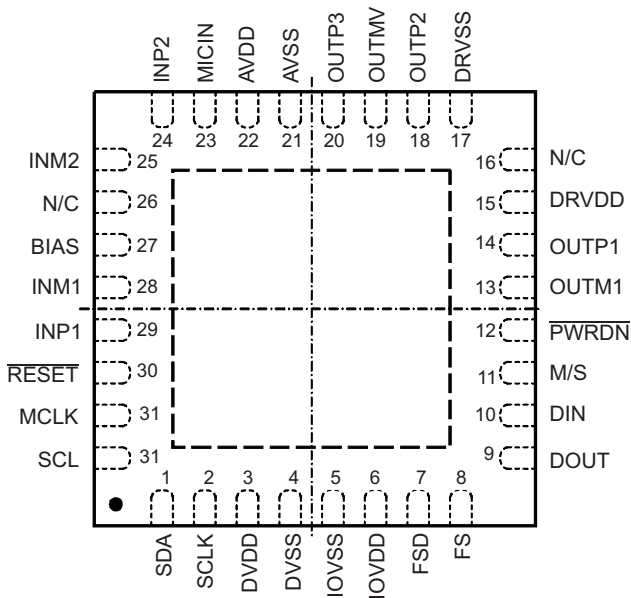 INP2 MICIN AVDD AVSS OUTP3 OUTMV OUTP2 DRVSS
24 23 22 21 20 19 18 17
INM2 25 16 N/C
N/C 26 15 DRVDD
BIAS 27 14 OUTP1
INM1 28 13 OUTM1
INP1 29 12 PWRDN
RESET 30 11 M/S
MCLK 31 10 DIN
SCL 31 9 DOUT
1 2 3 4 5 6 7 8
SDA SCLK DVDD DVSS IOVSS IOVDD FSD FS